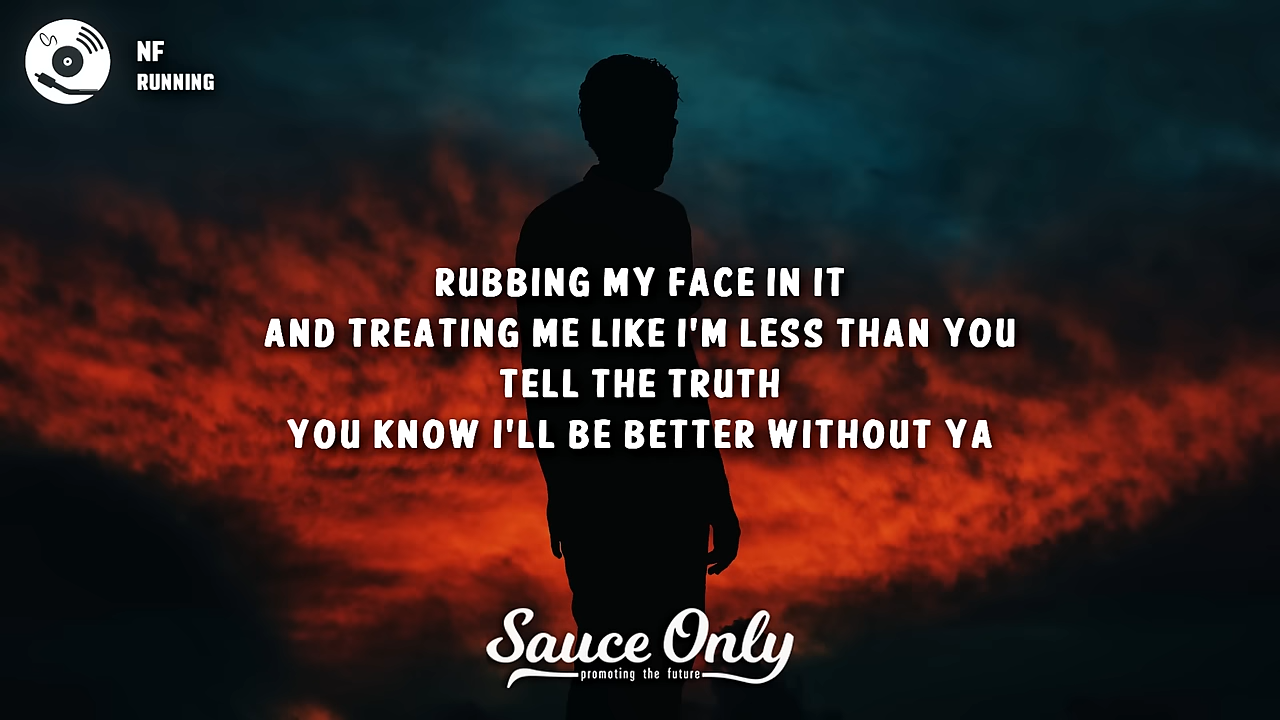 NF
RUNNING
RUBBING MY FACE IN IT
AND TREATING ME LIKE I'M LESS THAN YOU
TELL THE TRUTH
YOU KNOW I'LL BE BETTER WITHOUT YA
Sauce Only
promoting the future